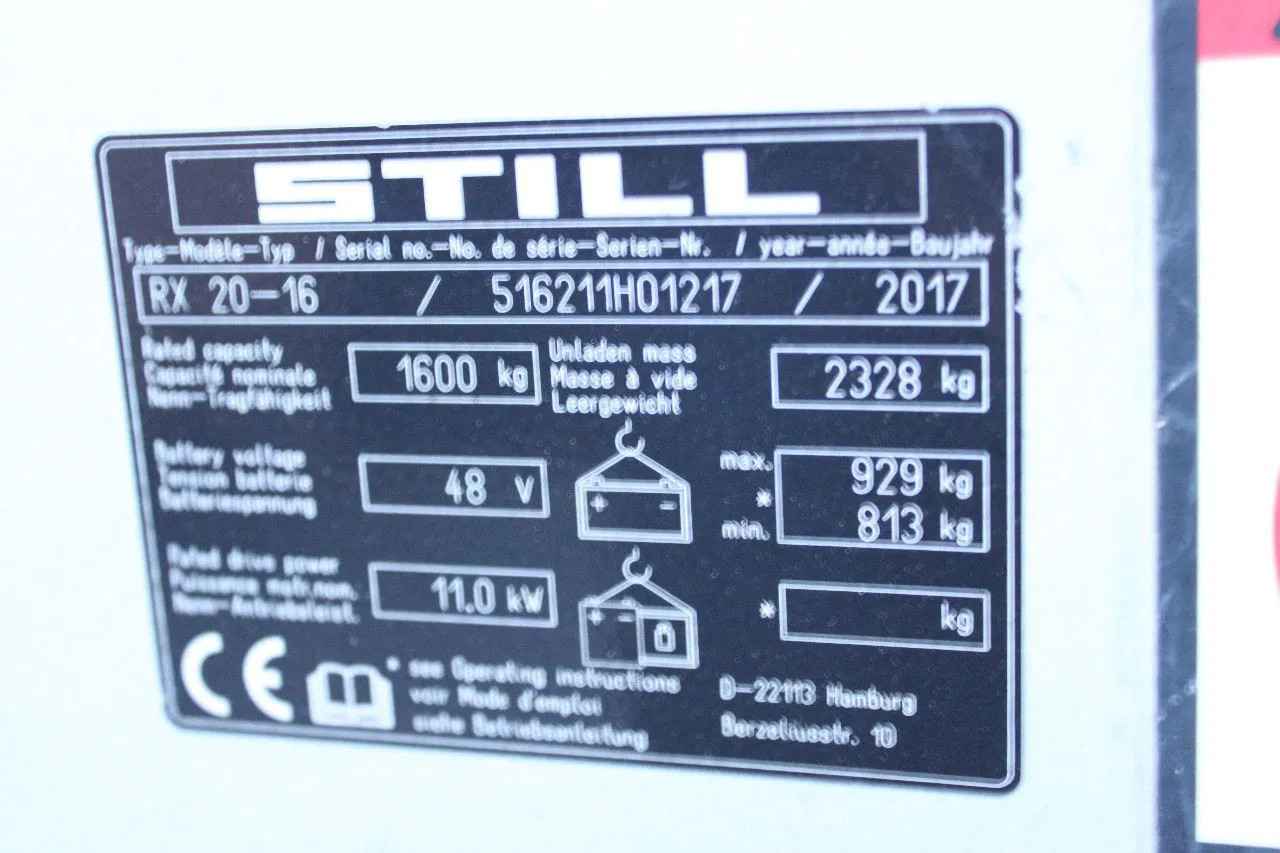 STILL
Type-Modèle-Typ / Serial no.-No. de série-Serien-Nr. / year-année-Baujahr
RX 20-16 / 516211H01217 / 2017
Rated capacity
Capacité nominale
Nenn-Tragfähigkeit
1600 kg
Unladen mass
Masse à vide
Leergewicht
2328 kg
Battery voltage
Tension batterie
Batteriespannung
48 V
+ -
max. 929 kg
*
min. 813 kg
Rated drive power
Puissance motr.nom.
Nenn-Antriebsleist.
11.0 kW
+ -
* kg
CE
* see Operating instructions
voir Mode d'emploi
siehe Betriebsanleitung
D-22113 Hamburg
Berzeliusstr. 10